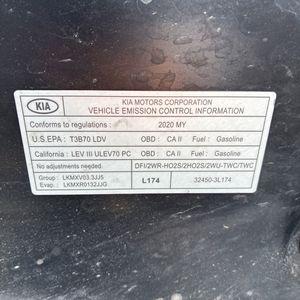 KIA
KIA MOTORS CORPORATION
VEHICLE EMISSION CONTROL INFORMATION
Conforms to regulations : 2020 MY
U.S.EPA : T3B70 LDV OBD : CA II Fuel : Gasoline
California : LEV III ULEV70 PC OBD : CA II Fuel : Gasoline
No adjustments needed. DFI/2WR-HO2S/2HO2S/2WU-TWC/TWC
Group : LKMXV03.3JJ5 L174 32450-3L174
Evap. : LKMXR0132JJG